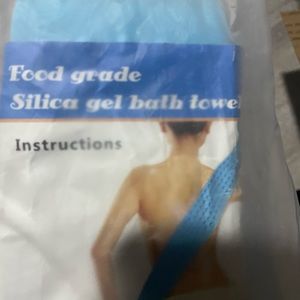 Food grade
Silica gel bath towel
Instructions